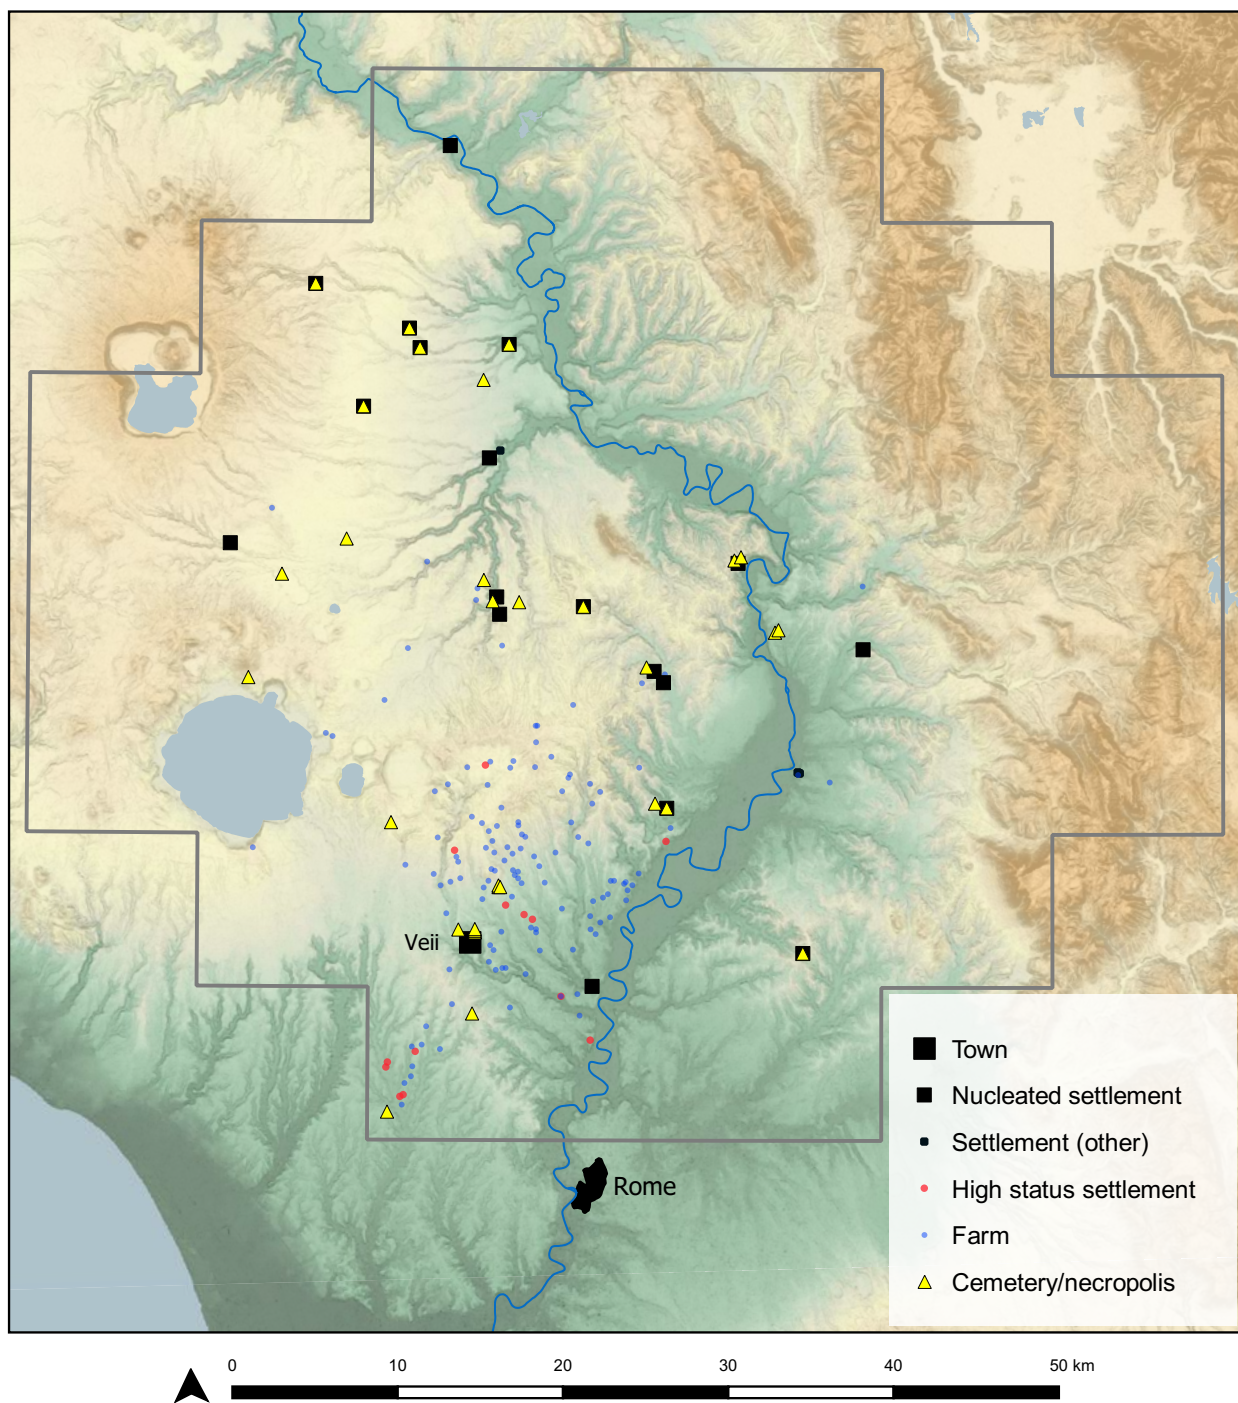 Veii
Rome
Town
Nucleated settlement
Settlement (other)
High status settlement
Farm
Cemetery/necropolis
0 10 20 30 40 50 km